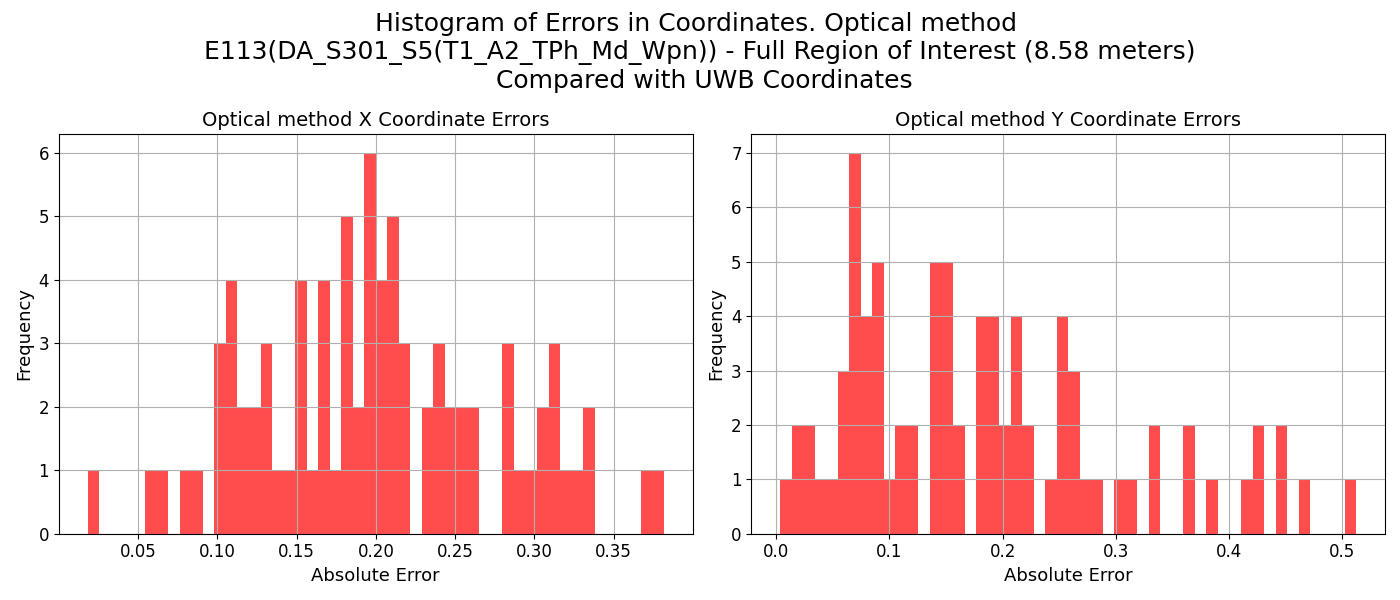 Histogram of Errors in Coordinates. Optical method
E113(DA_S301_S5(T1_A2_TPh_Md_Wpn)) - Full Region of Interest (8.58 meters)
Compared with UWB Coordinates
Optical method X Coordinate Errors
6
5
4
3
2
1
0
Frequency
0.05 0.10 0.15 0.20 0.25 0.30 0.35
Absolute Error
Optical method Y Coordinate Errors
7
6
5
4
3
2
1
0
Frequency
0.0 0.1 0.2 0.3 0.4 0.5
Absolute Error